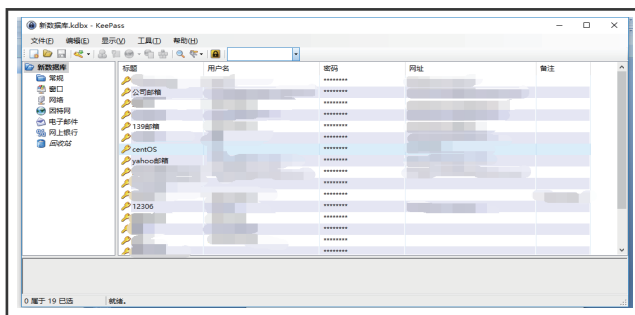 新数据库.kdbx - KeePass
文件(F) 编辑(E) 显示(V) 工具(T) 帮助(H)
新数据库
常规
窗口
网络
因特网
电子邮件
网上银行
回收站
标题 用户名 密码 网址 备注
********
公司邮箱 ********
********
********
139邮箱 ********
********
centOS ********
yahoo邮箱 ********
********
********
********
12306 ********
********
********
********
********
0 属于 19 已选 就绪。